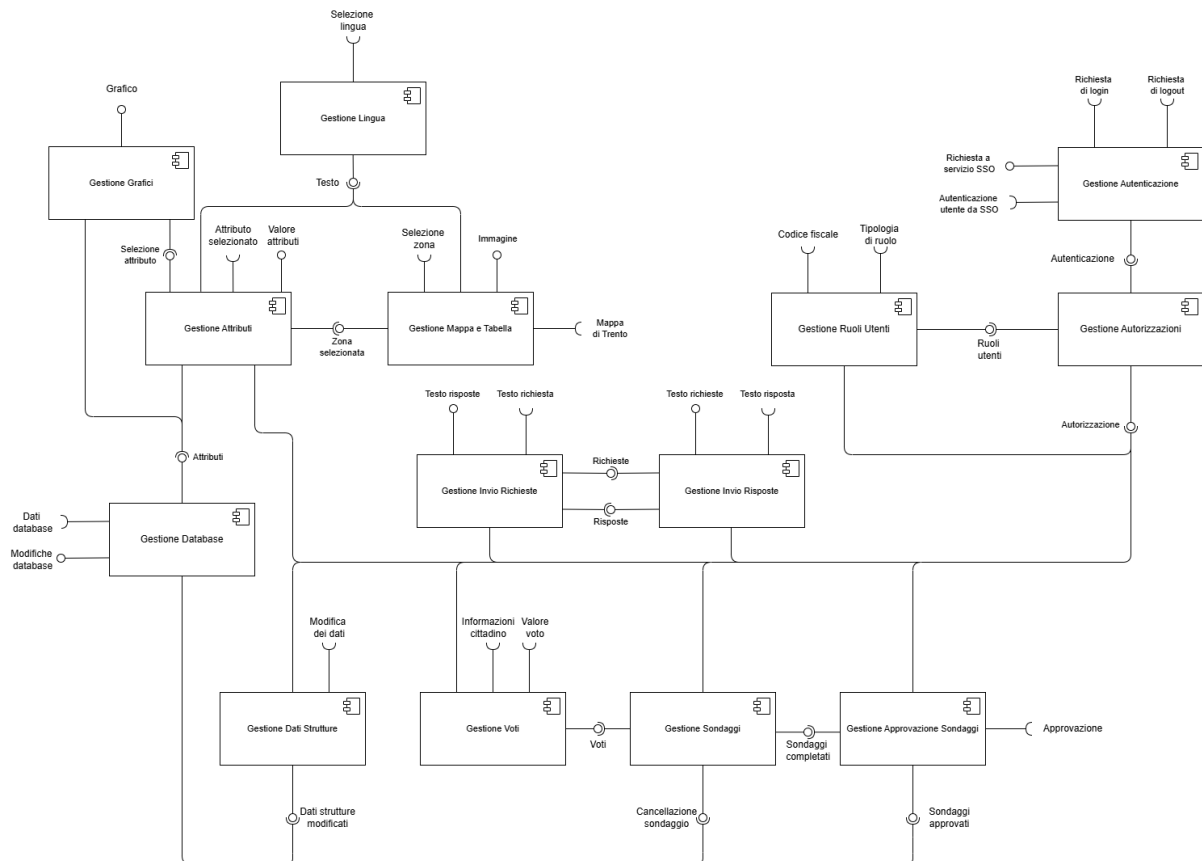 Selezione
lingua
Gestione Lingua
Testo
Grafico
Gestione Grafici
Selezione
attributo
Attributo
selezionato
Valore
attributi
Gestione Attributi
Zona
selezionata
Selezione
zona
Immagine
Gestione Mappa e Tabella
Mappa
di Trento
Richiesta
di login
Richiesta
di logout
Richiesta a
servizio SSO
Autenticazione
utente da SSO
Gestione Autenticazione
Autenticazione
Codice fiscale
Tipologia
di ruolo
Gestione Ruoli Utenti
Ruoli
utenti
Gestione Autorizzazioni
Autorizzazione
Testo risposte
Testo richiesta
Gestione Invio Richieste
Richieste
Risposte
Testo richieste
Testo risposta
Gestione Invio Risposte
Attributi
Dati
database
Modifiche
database
Gestione Database
Modifica
dei dati
Gestione Dati Strutture
Dati strutture
modificati
Informazioni
cittadino
Valore
voto
Gestione Voti
Voti
Gestione Sondaggi
Cancellazione
sondaggio
Sondaggi
completati
Gestione Approvazione Sondaggi
Approvazione
Sondaggi
approvati